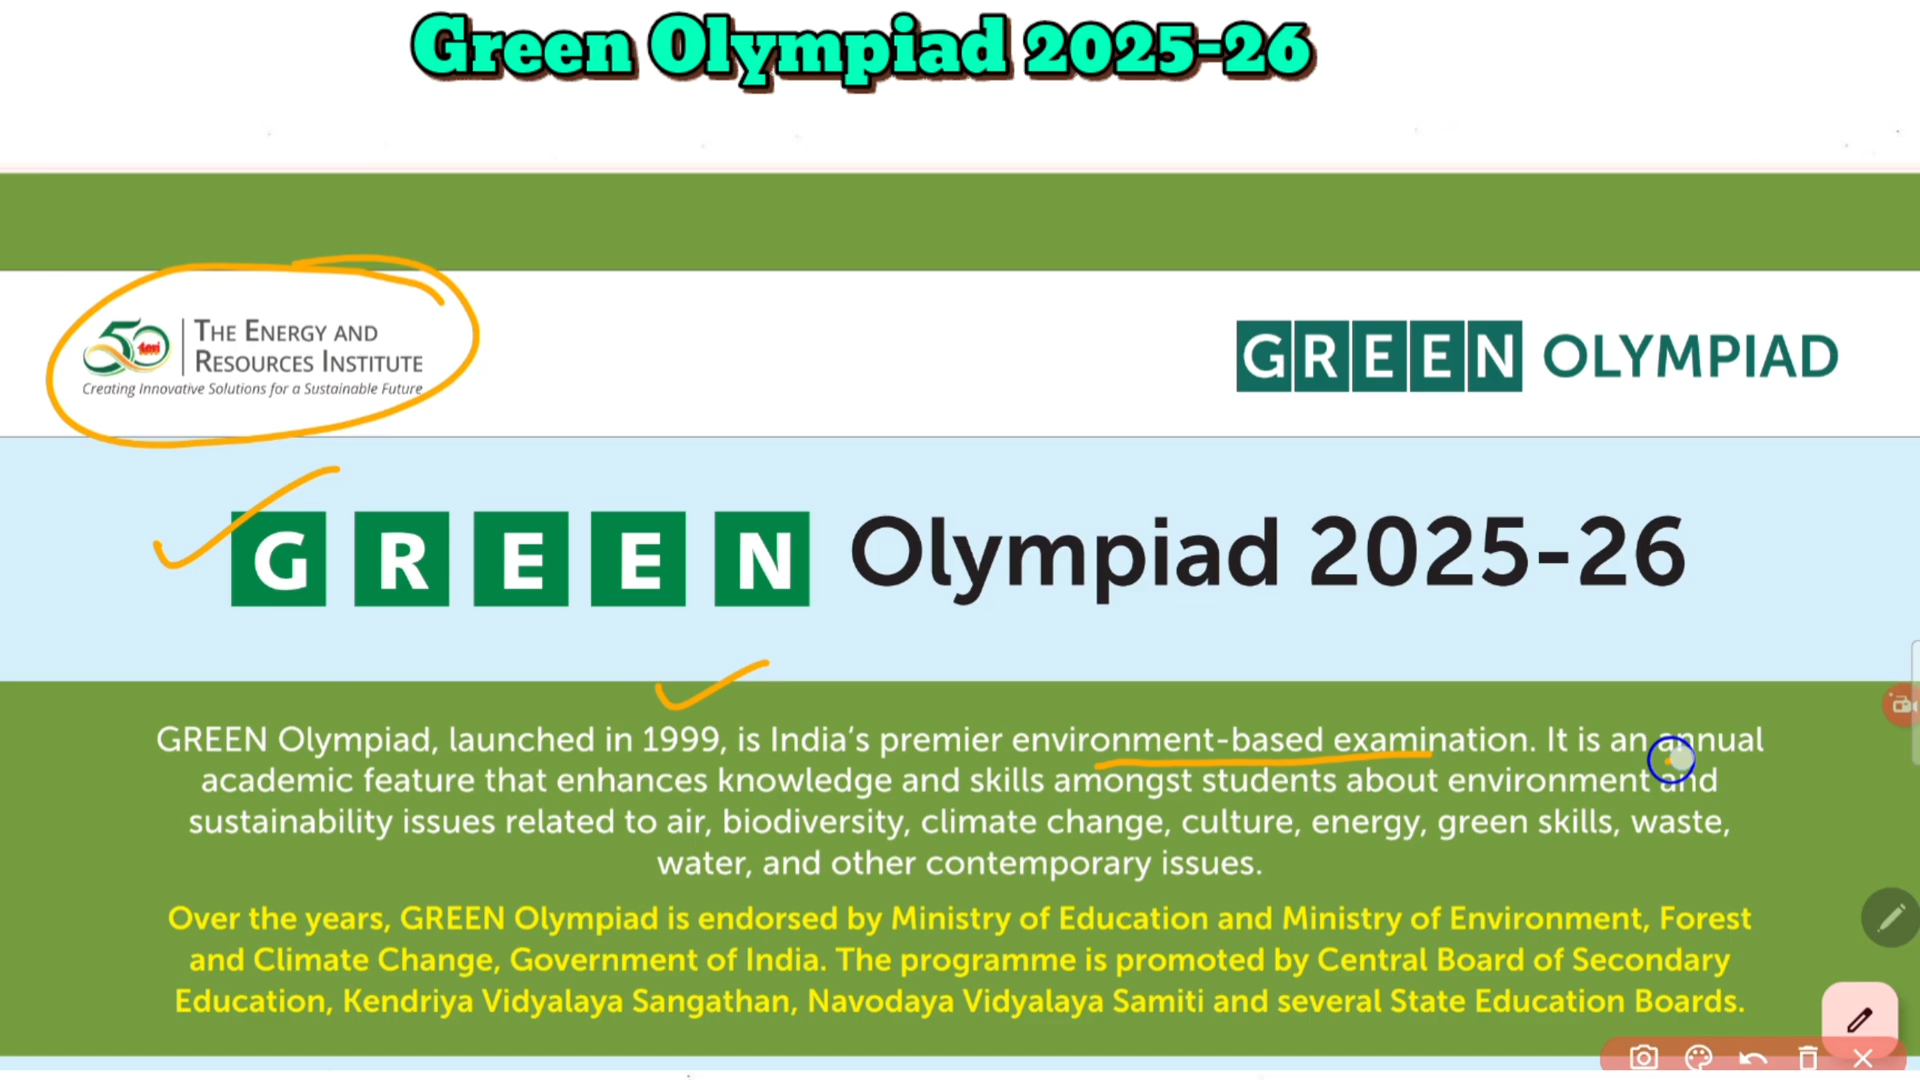 Green Olympiad 2025-26
50 teri
THE ENERGY AND
RESOURCES INSTITUTE
Creating Innovative Solutions for a Sustainable Future
GREEN OLYMPIAD
GREEN Olympiad 2025-26
GREEN Olympiad, launched in 1999, is India's premier environment-based examination. It is an annual
academic feature that enhances knowledge and skills amongst students about environment and
sustainability issues related to air, biodiversity, climate change, culture, energy, green skills, waste,
water, and other contemporary issues.
Over the years, GREEN Olympiad is endorsed by Ministry of Education and Ministry of Environment, Forest
and Climate Change, Government of India. The programme is promoted by Central Board of Secondary
Education, Kendriya Vidyalaya Sangathan, Navodaya Vidyalaya Samiti and several State Education Boards.